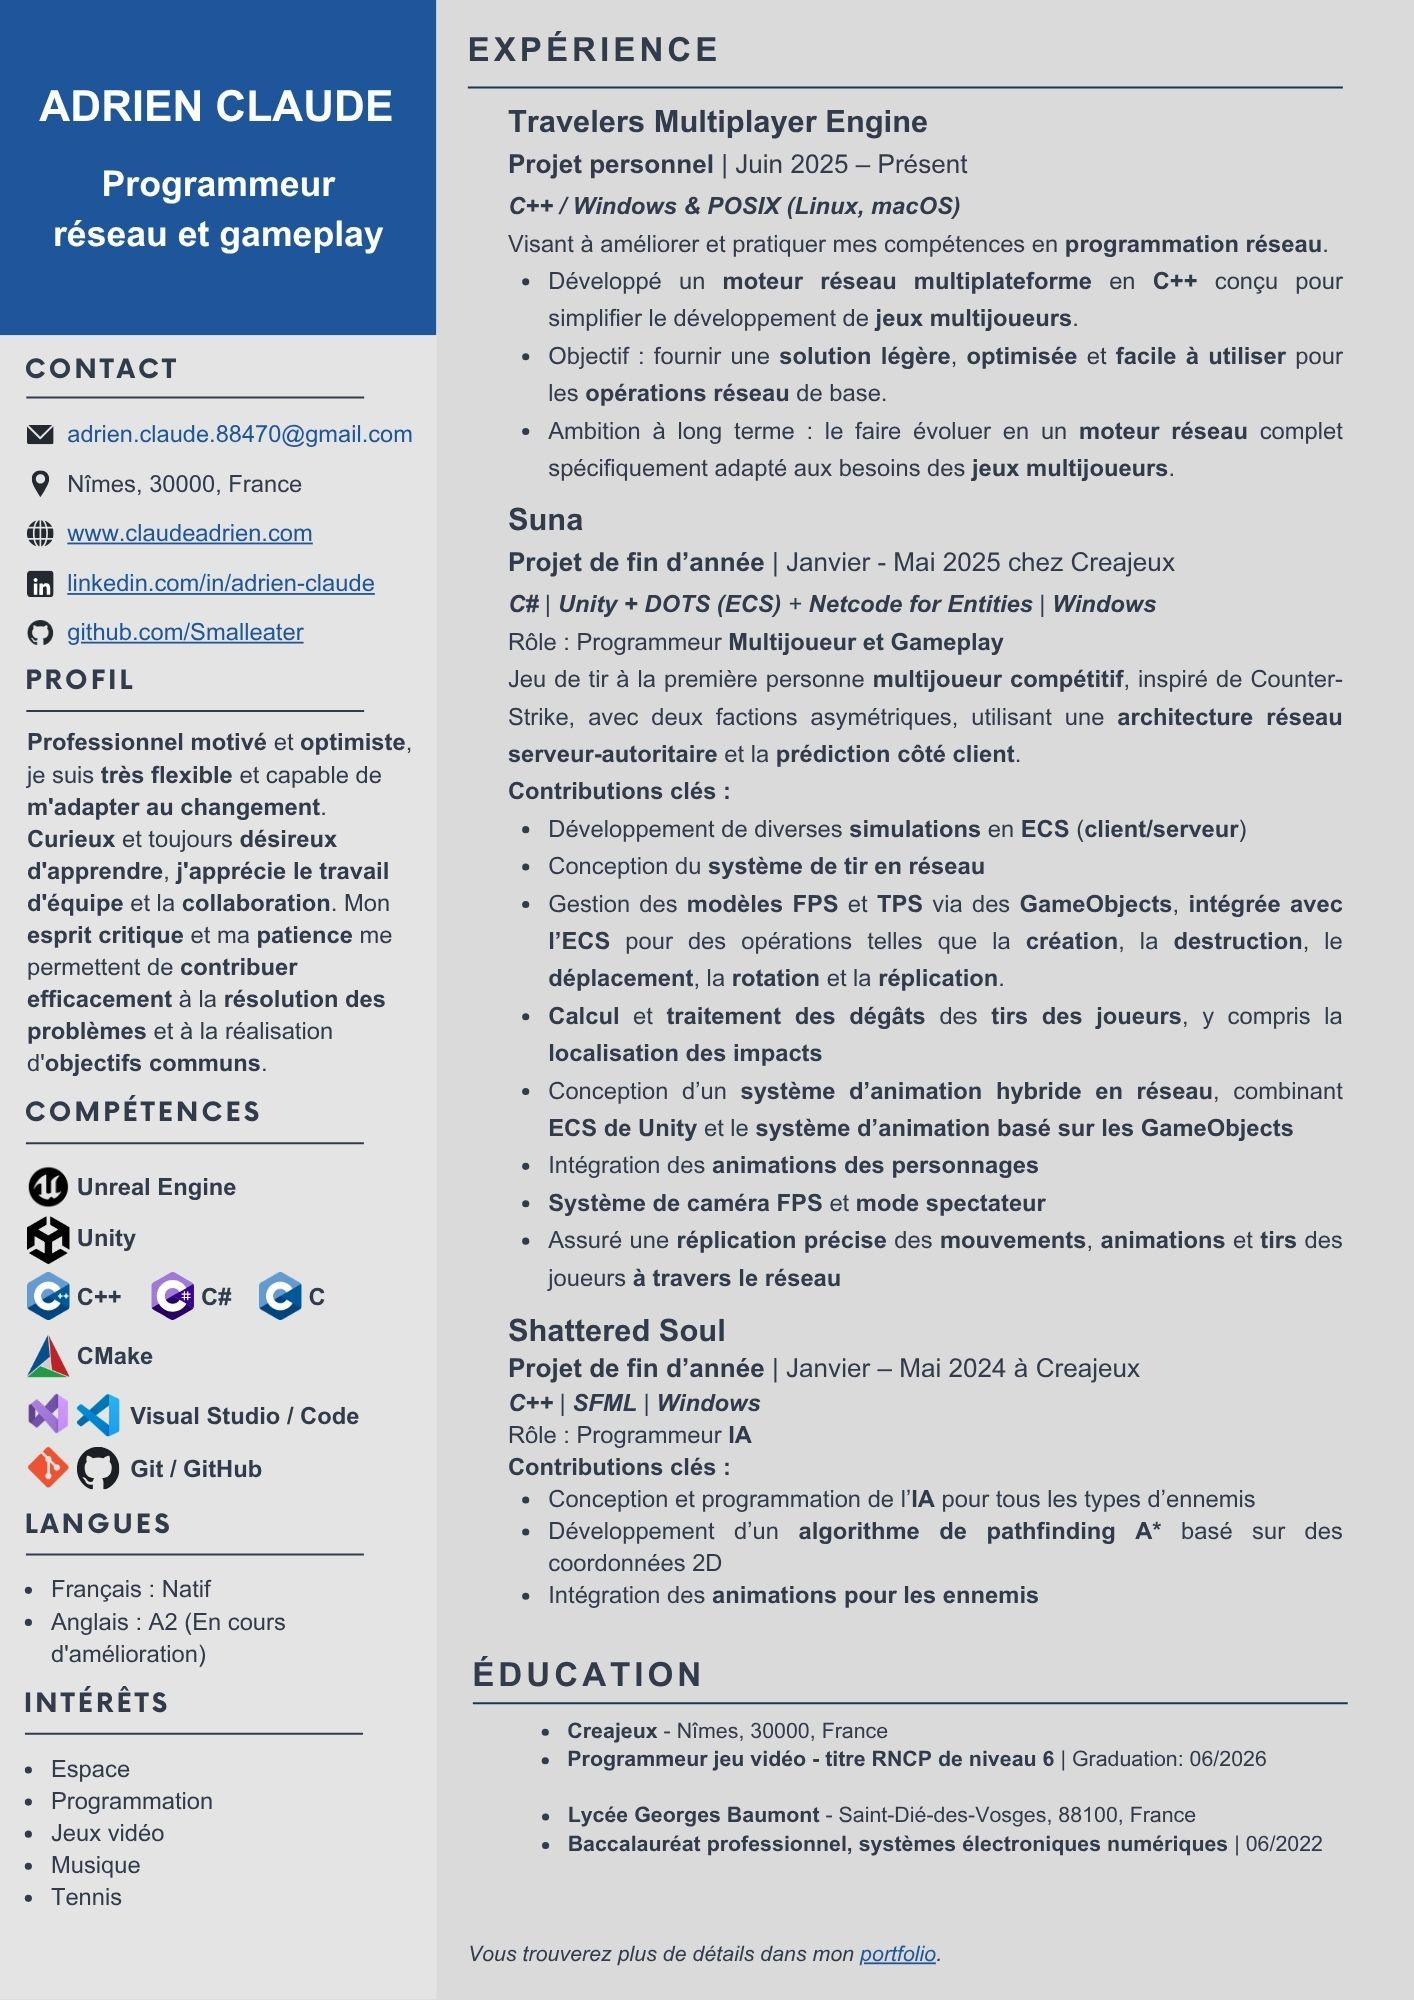 ADRIEN CLAUDE
Programmeur
réseau et gameplay
CONTACT
adrien.claude.88470@gmail.com
Nîmes, 30000, France
www.claudeadrien.com
linkedin.com/in/adrien-claude
github.com/Smalleater
PROFIL
Professionnel motivé et optimiste,
je suis très flexible et capable de
m'adapter au changement.
Curieux et toujours désireux
d'apprendre, j'apprécie le travail
d'équipe et la collaboration. Mon
esprit critique et ma patience me
permettent de contribuer
efficacement à la résolution des
problèmes et à la réalisation
d'objectifs communs.
COMPÉTENCES
Unreal Engine
Unity
C++ C# C
CMake
Visual Studio / Code
Git / GitHub
LANGUES
• Français : Natif
• Anglais : A2 (En cours
d'amélioration)
INTÉRÊTS
• Espace
• Programmation
• Jeux vidéo
• Musique
• Tennis
EXPÉRIENCE
Travelers Multiplayer Engine
Projet personnel | Juin 2025 – Présent
C++ / Windows & POSIX (Linux, macOS)
Visant à améliorer et pratiquer mes compétences en programmation réseau.
• Développé un moteur réseau multiplateforme en C++ conçu pour
simplifier le développement de jeux multijoueurs.
• Objectif : fournir une solution légère, optimisée et facile à utiliser pour
les opérations réseau de base.
• Ambition à long terme : le faire évoluer en un moteur réseau complet
spécifiquement adapté aux besoins des jeux multijoueurs.
Suna
Projet de fin d’année | Janvier - Mai 2025 chez Creajeux
C# | Unity + DOTS (ECS) + Netcode for Entities | Windows
Rôle : Programmeur Multijoueur et Gameplay
Jeu de tir à la première personne multijoueur compétitif, inspiré de Counter-
Strike, avec deux factions asymétriques, utilisant une architecture réseau
serveur-autoritaire et la prédiction côté client.
Contributions clés :
• Développement de diverses simulations en ECS (client/serveur)
• Conception du système de tir en réseau
• Gestion des modèles FPS et TPS via des GameObjects, intégrée avec
l’ECS pour des opérations telles que la création, la destruction, le
déplacement, la rotation et la réplication.
• Calcul et traitement des dégâts des tirs des joueurs, y compris la
localisation des impacts
• Conception d’un système d’animation hybride en réseau, combinant
ECS de Unity et le système d’animation basé sur les GameObjects
• Intégration des animations des personnages
• Système de caméra FPS et mode spectateur
• Assuré une réplication précise des mouvements, animations et tirs des
joueurs à travers le réseau
Shattered Soul
Projet de fin d’année | Janvier – Mai 2024 à Creajeux
C++ | SFML | Windows
Rôle : Programmeur IA
Contributions clés :
• Conception et programmation de l’IA pour tous les types d’ennemis
• Développement d’un algorithme de pathfinding A* basé sur des
coordonnées 2D
• Intégration des animations pour les ennemis
ÉDUCATION
• Creajeux - Nîmes, 30000, France
• Programmeur jeu vidéo - titre RNCP de niveau 6 | Graduation: 06/2026
• Lycée Georges Baumont - Saint-Dié-des-Vosges, 88100, France
• Baccalauréat professionnel, systèmes électroniques numériques | 06/2022
Vous trouverez plus de détails dans mon portfolio.